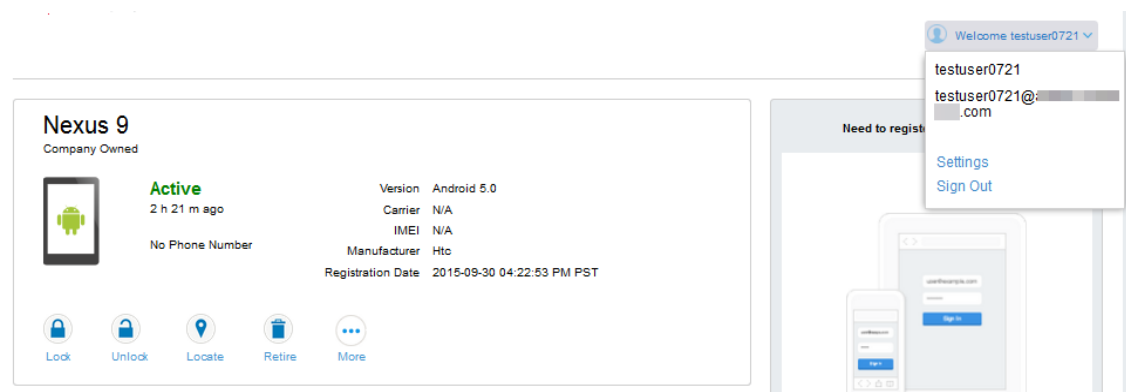 Welcome testuser0721
testuser0721
testuser0721@
.com
Settings
Sign Out
Nexus 9
Company Owned
Active
2 h 21 m ago
No Phone Number
Version Android 5.0
Carrier N/A
IMEI N/A
Manufacturer Htc
Registration Date 2015-09-30 04:22:53 PM PST
Lock
Unlock
Locate
Retire
More
Need to
Sign In
Sign In